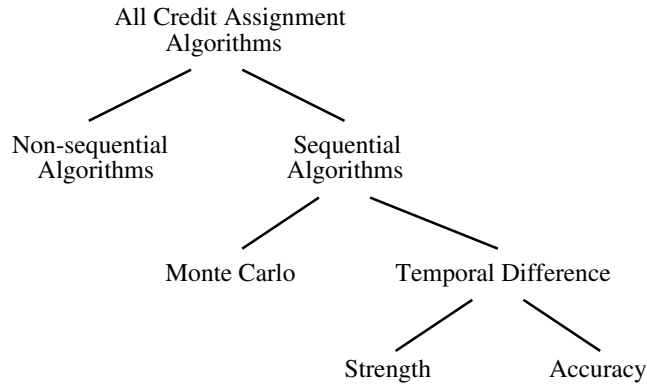 All Credit Assignment
Algorithms
Non-sequential
Algorithms
Sequential
Algorithms
Monte Carlo
Temporal Difference
Strength
Accuracy